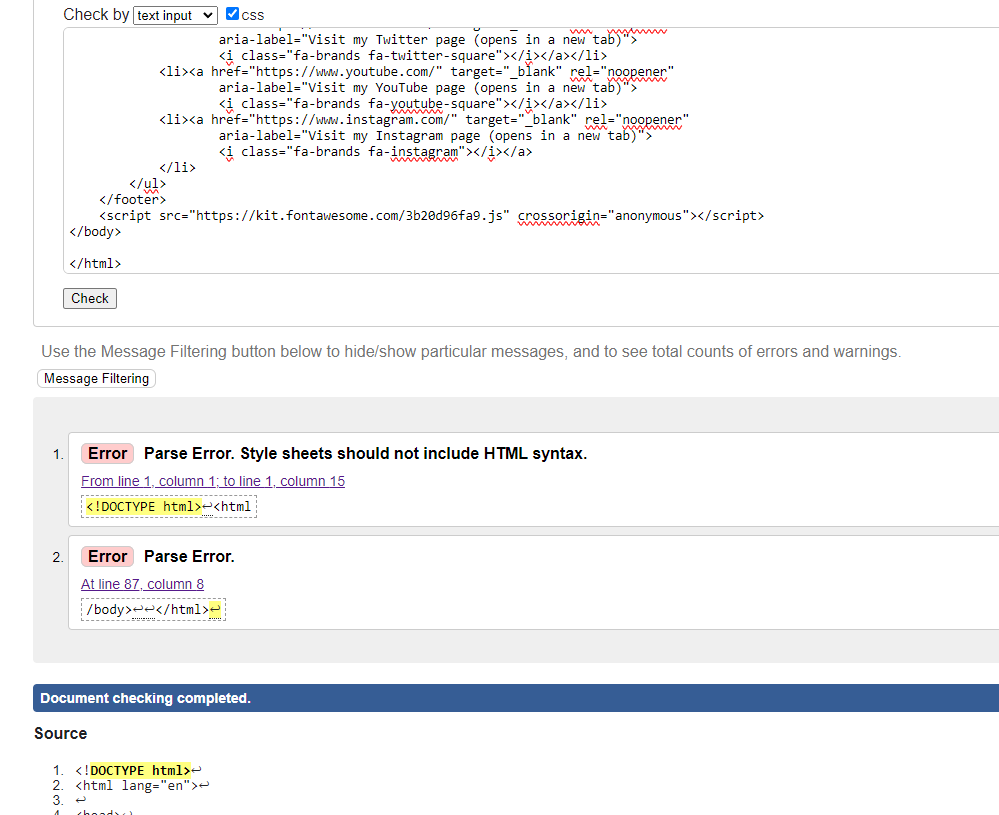 Check by text input css
aria-label="Visit my Twitter page (opens in a new tab)">
<i class="fa-brands fa-twitter-square"></i></a></li>
<li><a href="https://www.youtube.com/" target="_blank" rel="noopener"
aria-label="Visit my YouTube page (opens in a new tab)">
<i class="fa-brands fa-youtube-square"></i></a></li>
<li><a href="https://www.instagram.com/" target="_blank" rel="noopener"
aria-label="Visit my Instagram page (opens in a new tab)">
<i class="fa-brands fa-instagram"></i></a>
</li>
</ul>
</footer>
<script src="https://kit.fontawesome.com/3b20d96fa9.js" crossorigin="anonymous"></script>
</body>
</html>
Check
Use the Message Filtering button below to hide/show particular messages, and to see total counts of errors and warnings.
Message Filtering
1. Error Parse Error. Style sheets should not include HTML syntax.
From line 1, column 1; to line 1, column 15
<!DOCTYPE html>↩<html
2. Error Parse Error.
At line 87, column 8
/body>↩↩</html>↩
Document checking completed.
Source
1. <!DOCTYPE html>↩
2. <html lang="en">↩
3. ↩
4. <head>↩